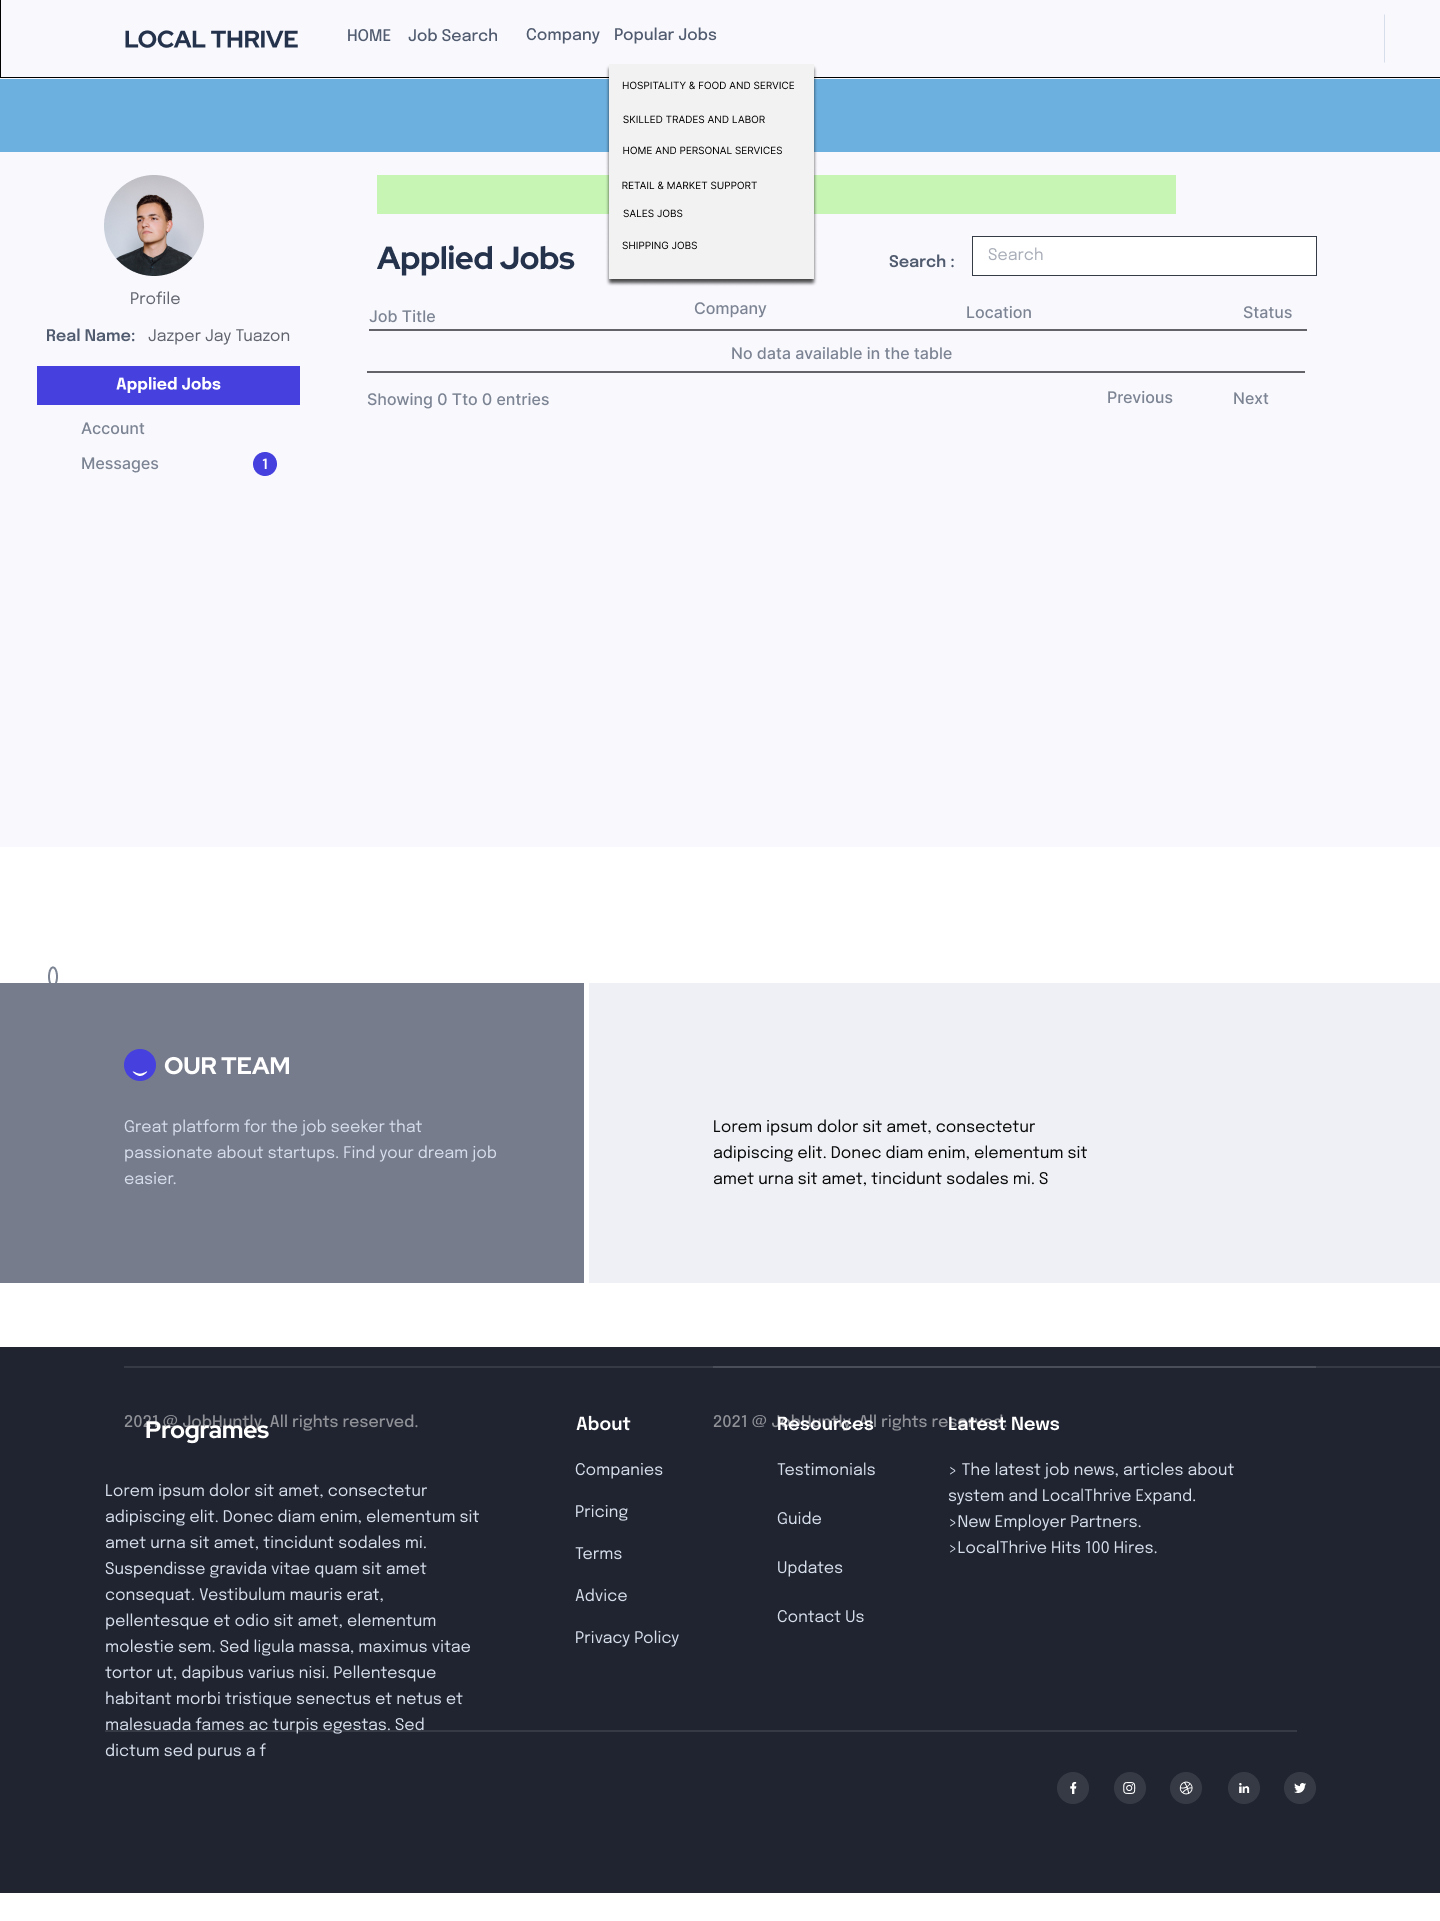 LOCAL THRIVE
HOME
Job Search
Company
Popular Jobs
HOSPITALITY & FOOD AND SERVICE
SKILLED TRADES AND LABOR
HOME AND PERSONAL SERVICES
RETAIL & MARKET SUPPORT
SALES JOBS
SHIPPING JOBS
Profile
Real Name: Jazper Jay Tuazon
Applied Jobs
Account
Messages
1
Applied Jobs
Search :
Search
Job Title
Company
Location
Status
No data available in the table
Showing 0 Tto 0 entries
Previous
Next
OUR TEAM
Great platform for the job seeker that
passionate about startups. Find your dream job
easier.
Lorem ipsum dolor sit amet, consectetur
adipiscing elit. Donec diam enim, elementum sit
amet urna sit amet, tincidunt sodales mi. S
2021 @ JobHuntly. All rights reserved.
Programes
Lorem ipsum dolor sit amet, consectetur
adipiscing elit. Donec diam enim, elementum sit
amet urna sit amet, tincidunt sodales mi.
Suspendisse gravida vitae quam sit amet
consequat. Vestibulum mauris erat,
pellentesque et odio sit amet, elementum
molestie sem. Sed ligula massa, maximus vitae
tortor ut, dapibus varius nisi. Pellentesque
habitant morbi tristique senectus et netus et
malesuada fames ac turpis egestas. Sed
dictum sed purus a f
About
Companies
Pricing
Terms
Advice
Privacy Policy
2021 @ JobHuntly. All rights reserved.
Resources
Testimonials
Guide
Updates
Contact Us
Latest News
> The latest job news, articles about
system and LocalThrive Expand.
>New Employer Partners.
>LocalThrive Hits 100 Hires.